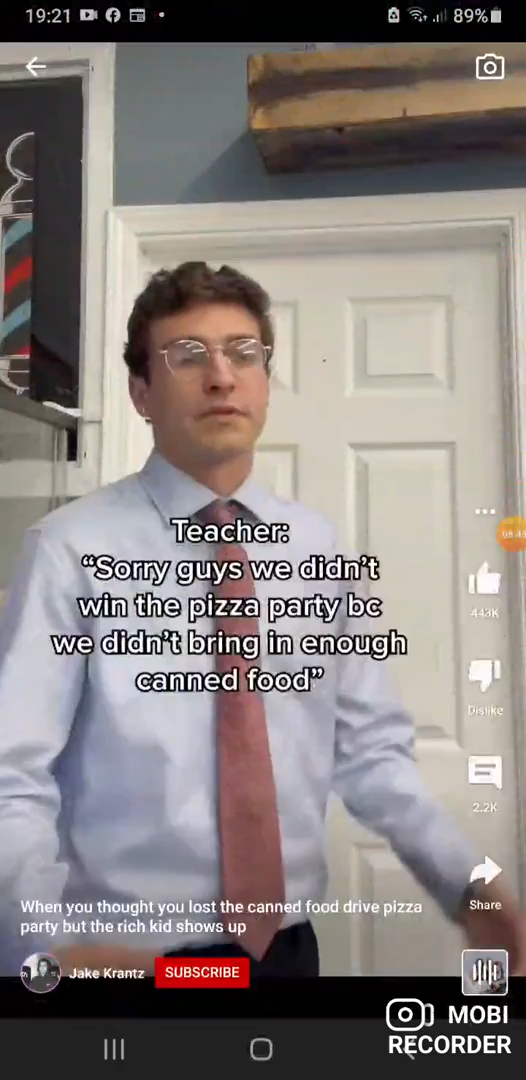 19:21
89%
Teacher:
“Sorry guys we didn’t
win the pizza party bc
we didn’t bring in enough
canned food”
443K
Dislike
2.2K
Share
When you thought you lost the canned food drive pizza
party but the rich kid shows up
Jake Krantz SUBSCRIBE
MOBI
RECORDER